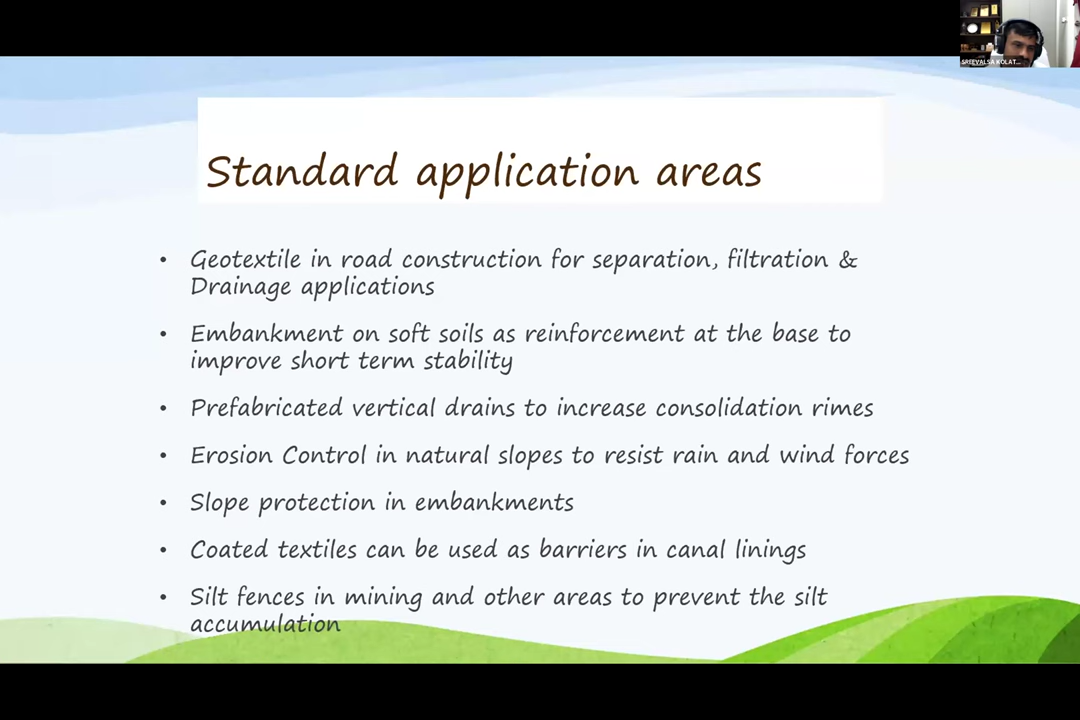 SREEVALSA KOLAT...
Standard application areas
• Geotextile in road construction for separation, filtration &
Drainage applications
• Embankment on soft soils as reinforcement at the base to
improve short term stability
• Prefabricated vertical drains to increase consolidation rimes
• Erosion Control in natural slopes to resist rain and wind forces
• Slope protection in embankments
• Coated textiles can be used as barriers in canal linings
• Silt fences in mining and other areas to prevent the silt
accumulation